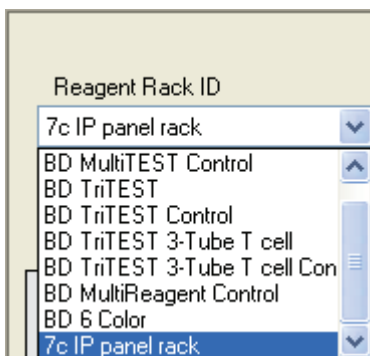 Reagent Rack ID
7c IP panel rack
BD MultiTEST Control
BD TriTEST
BD TriTEST Control
BD TriTEST 3-Tube T cell
BD TriTEST 3-Tube T cell Con
BD MultiReagent Control
BD 6 Color
7c IP panel rack